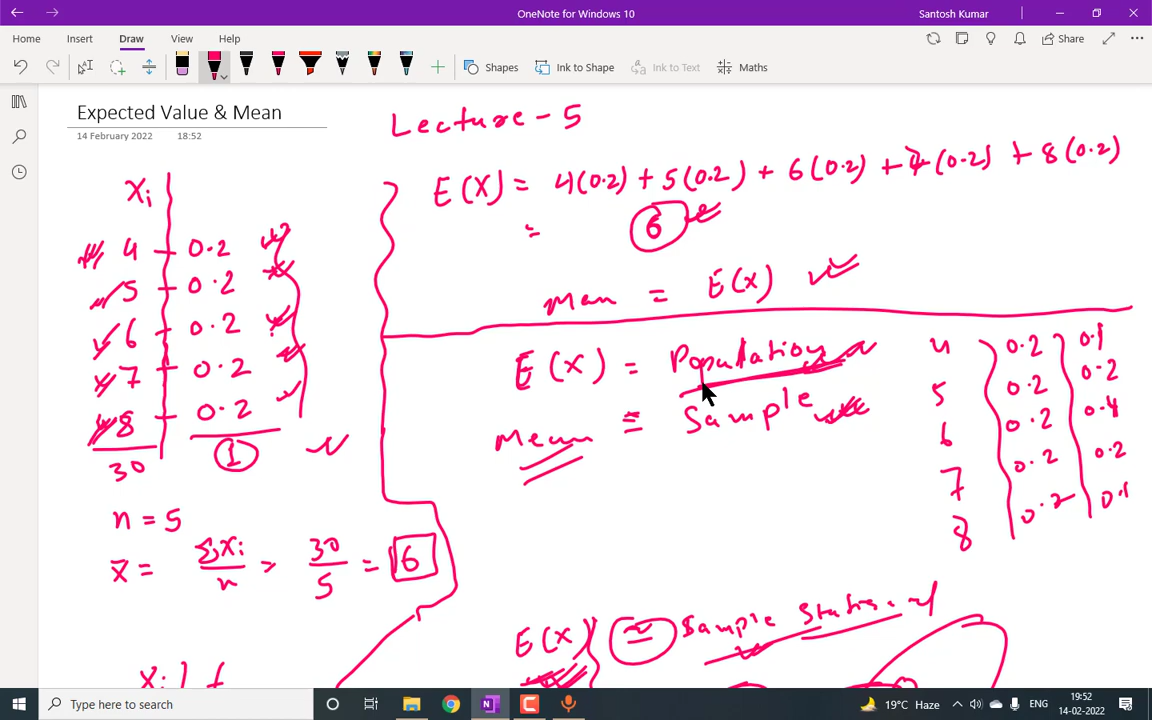 OneNote for Windows 10
Santosh Kumar
Home Insert Draw View Help
Share
Shapes Ink to Shape Ink to Text Maths
Expected Value & Mean
14 February 2022 18:52
Lecture - 5
E(X) = 4(0.2) + 5(0.2) + 6(0.2) + 7(0.2) + 8(0.2)
= 6
Mean = E(X)
xi
4 0.2
5 0.2
6 0.2
7 0.2
8 0.2
30 1
n = 5
x̄ = Σxi/n = 30/5 = 6
E(X) = Population
Mean = Sample
4 0.2 0.1
5 0.2 0.2
6 0.2 0.4
7 0.2 0.2
8 0.2 0.1
E(X) ≃ Sample
xi f
Type here to search
19°C Haze
ENG
19:52
14-02-2022